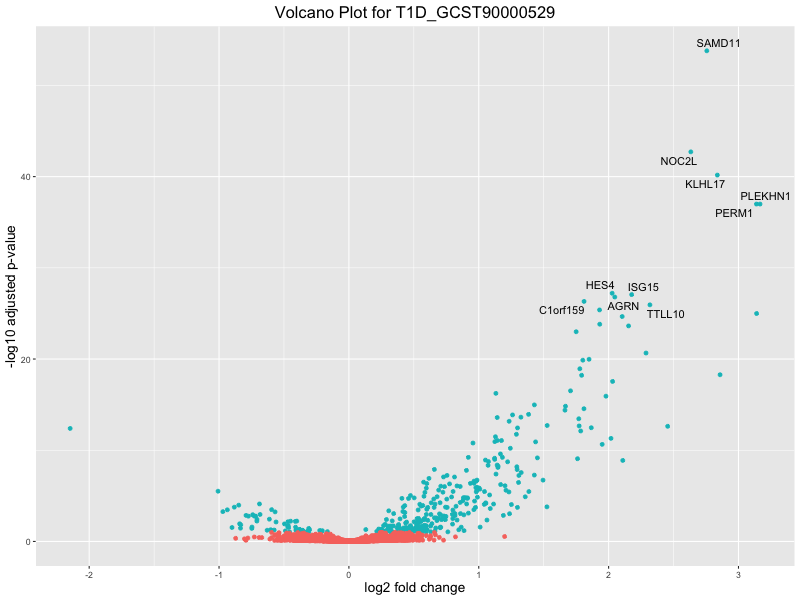 Volcano Plot for T1D_GCST90000529
SAMD11
NOC2L
KLHL17
PLEKHN1
PERM1
HES4
ISG15
C1orf159
AGRN
TTLL10
-log10 adjusted p-value
40
20
0
-2
-1
0
1
2
3
log2 fold change